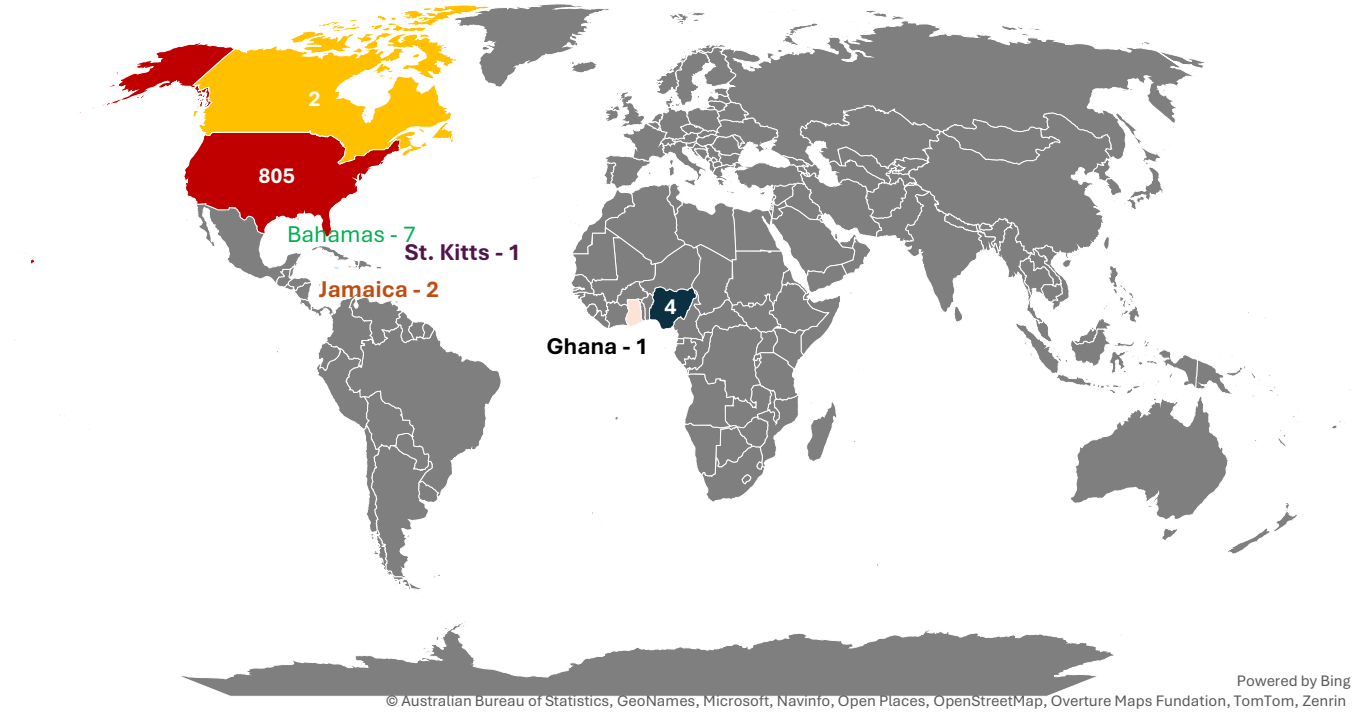 2
805
Bahamas - 7
St. Kitts - 1
Jamaica - 2
4
Ghana - 1
Powered by Bing
© Australian Bureau of Statistics, GeoNames, Microsoft, Navinfo, Open Places, OpenStreetMap, Overture Maps Fundation, TomTom, Zenrin